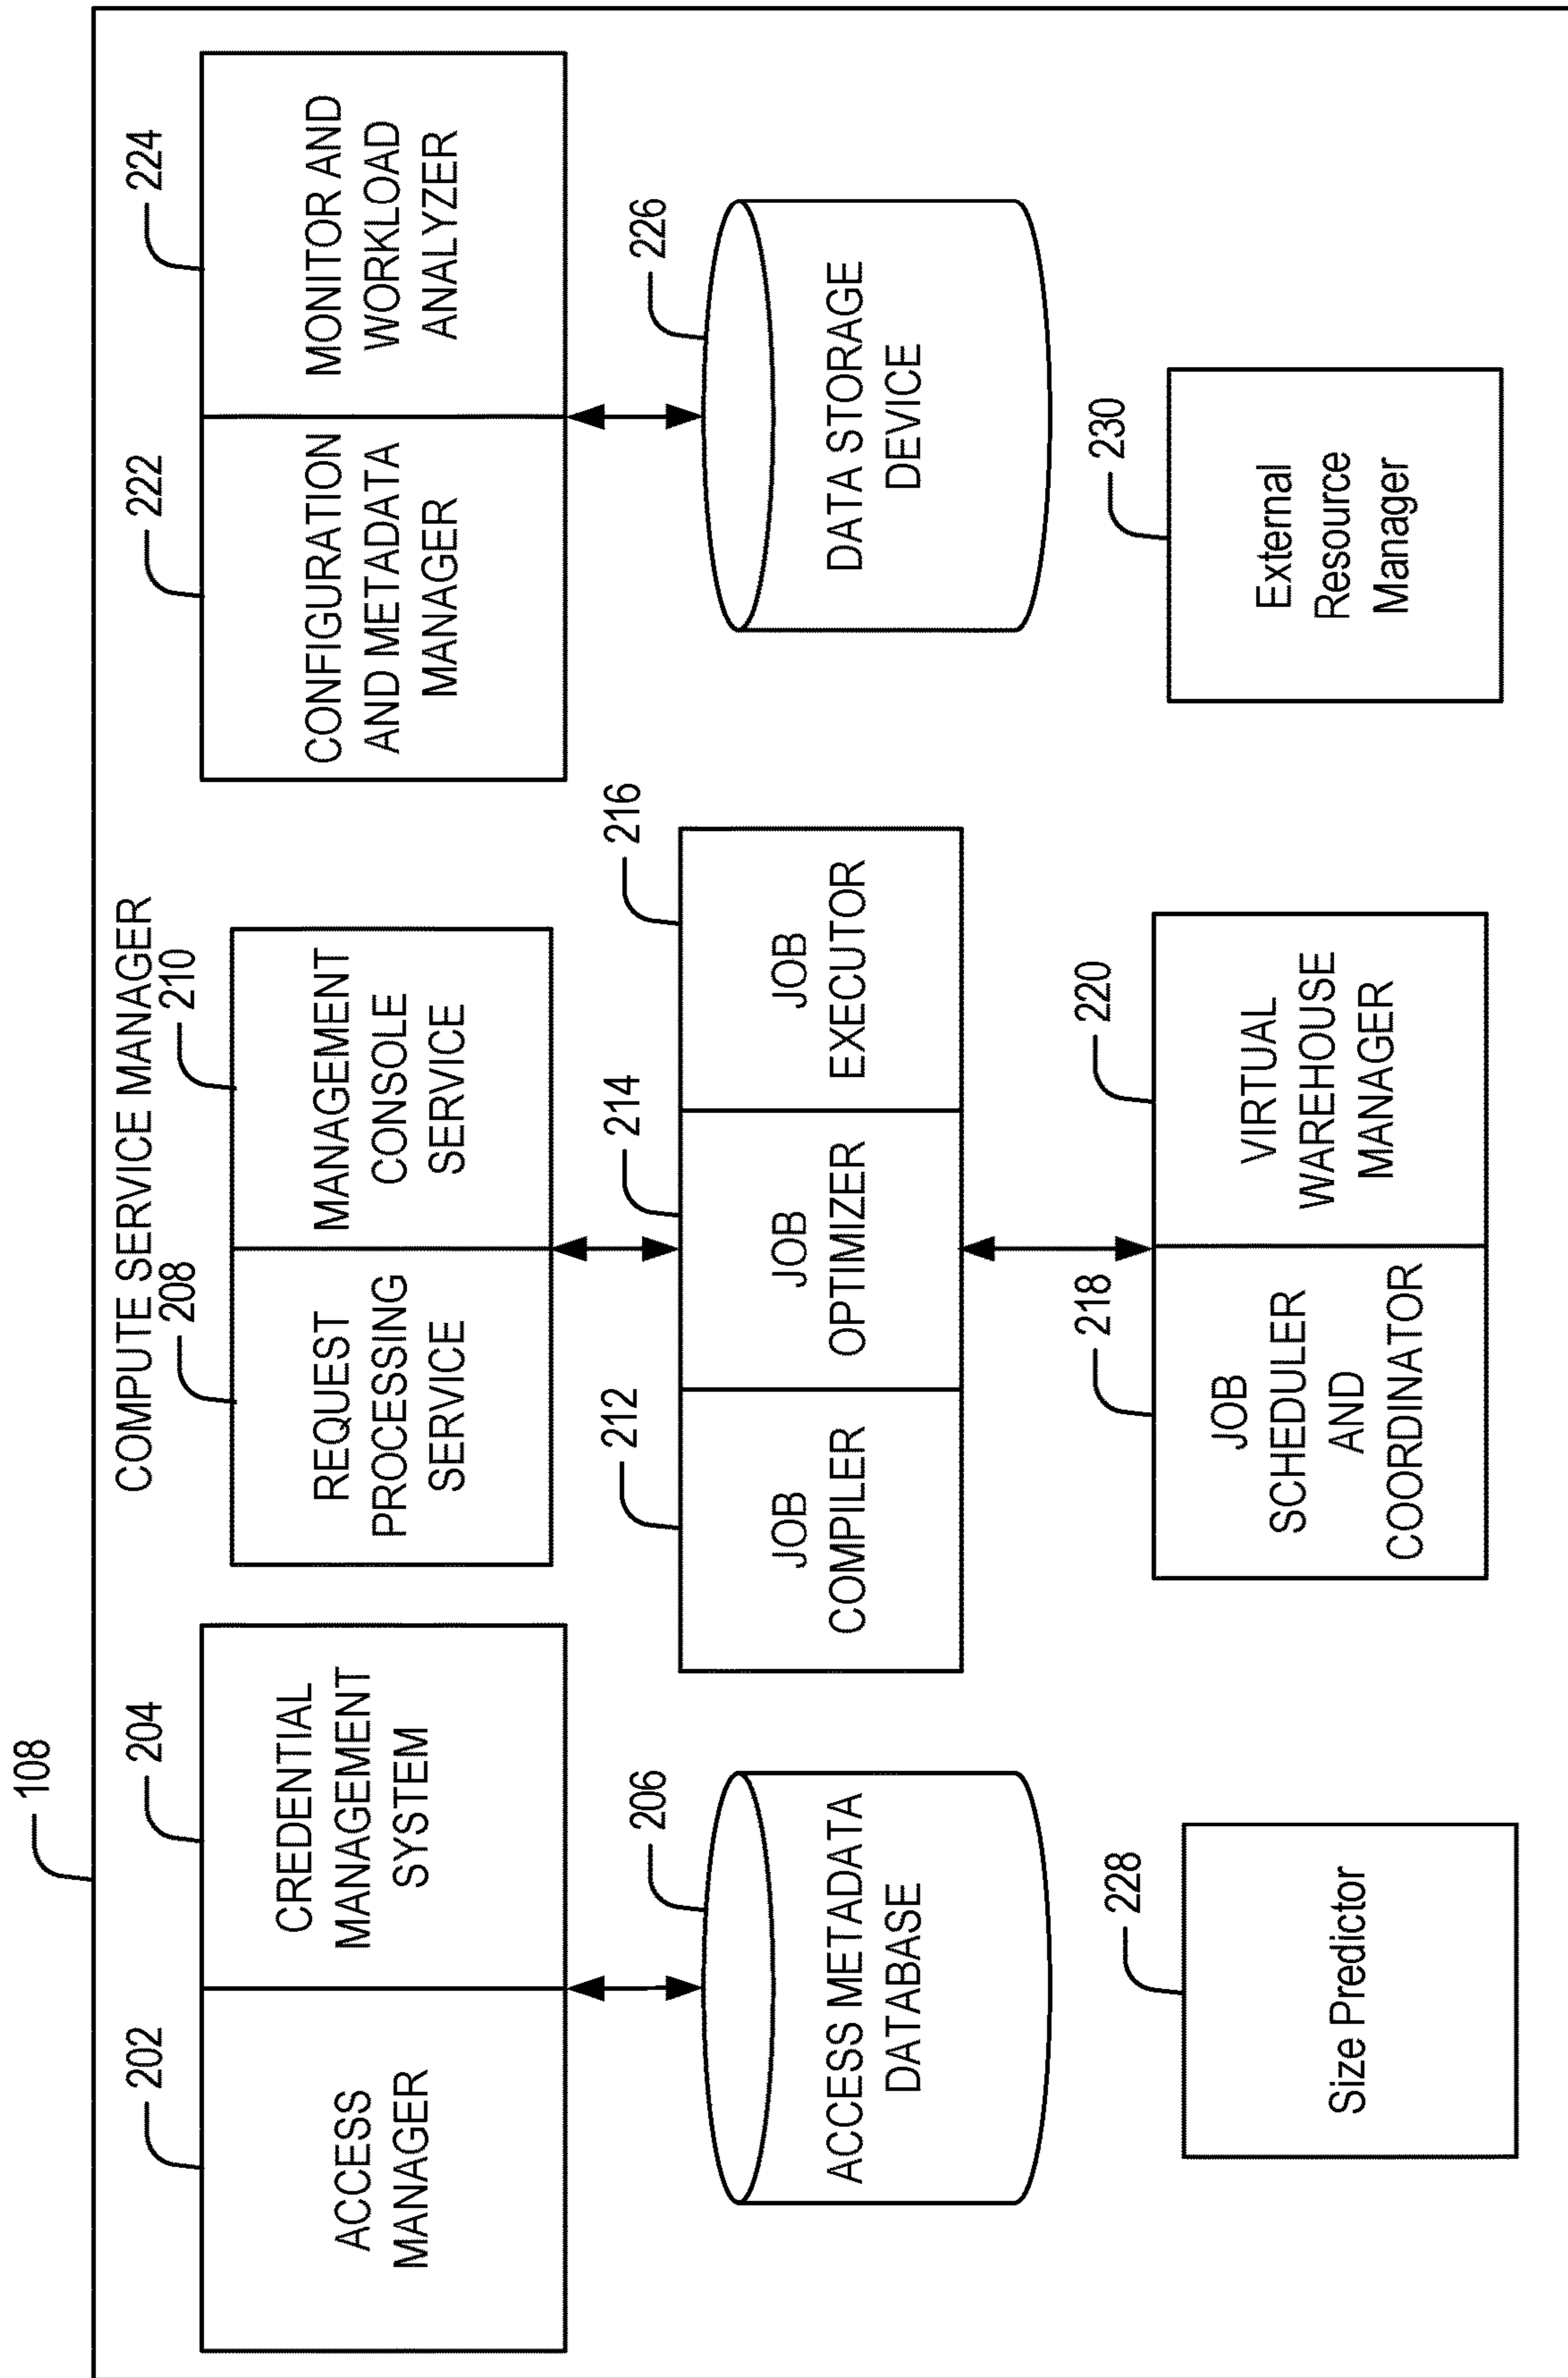 108
COMPUTE SERVICE MANAGER
202
204
ACCESS
MANAGER
CREDENTIAL
MANAGEMENT
SYSTEM
206
ACCESS METADATA
DATABASE
228
Size Predictor
208
210
REQUEST
PROCESSING
SERVICE
MANAGEMENT
CONSOLE
SERVICE
212
214
216
JOB
COMPILER
JOB
OPTIMIZER
JOB
EXECUTOR
218
220
JOB
SCHEDULER
AND
COORDINATOR
VIRTUAL
WAREHOUSE
MANAGER
222
224
CONFIGURATION
AND METADATA
MANAGER
MONITOR AND
WORKLOAD
ANALYZER
226
DATA STORAGE
DEVICE
230
External
Resource
Manager